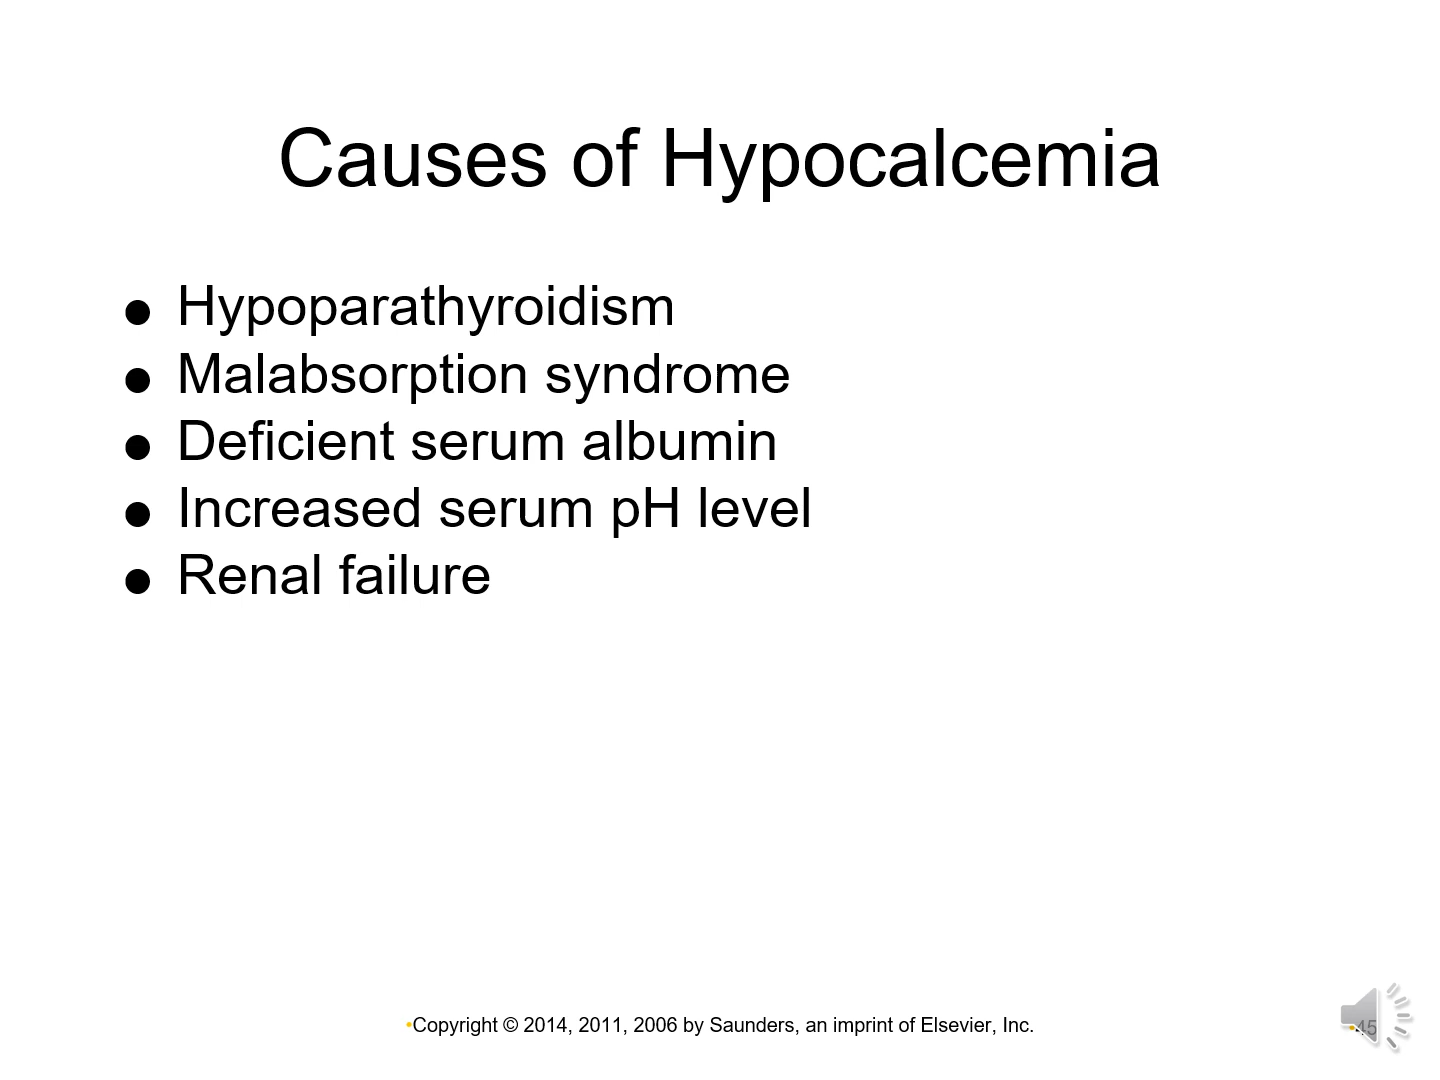 Causes of Hypocalcemia
● Hypoparathyroidism
● Malabsorption syndrome
● Deficient serum albumin
● Increased serum pH level
● Renal failure
•Copyright © 2014, 2011, 2006 by Saunders, an imprint of Elsevier, Inc.
•45